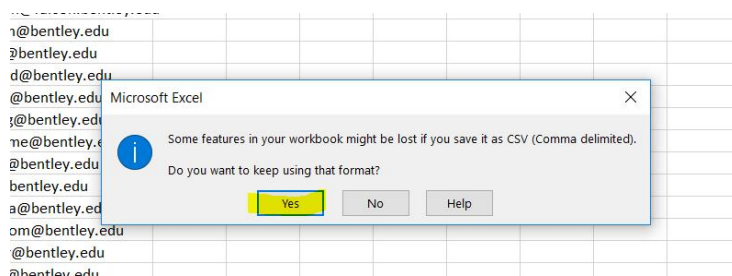 @bentley.edu
@bentley.edu
d@bentley.edu
@bentley.edu
Microsoft Excel
@bentley.edu
Some features in your workbook might be lost if you save it as CSV (Comma delimited).
me@bentley.e
@bentley.edu
Do you want to keep using that format?
bentley.edu
Yes No Help
a@bentley.ed
om@bentley.edu
r@bentley.edu
@bentley.edu